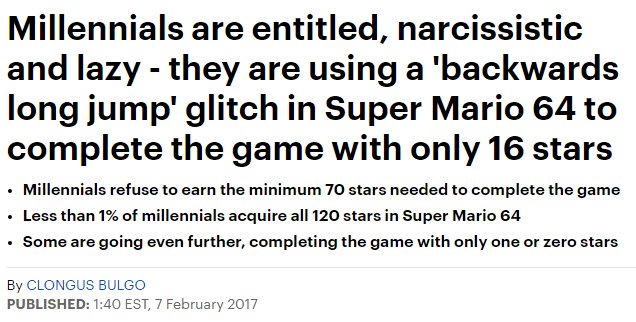 Millennials are entitled, narcissistic
and lazy - they are using a 'backwards
long jump' glitch in Super Mario 64 to
complete the game with only 16 stars
• Millennials refuse to earn the minimum 70 stars needed to complete the game
• Less than 1% of millennials acquire all 120 stars in Super Mario 64
• Some are going even further, completing the game with only one or zero stars
By CLONGUS BULGO
PUBLISHED: 1:40 EST, 7 February 2017